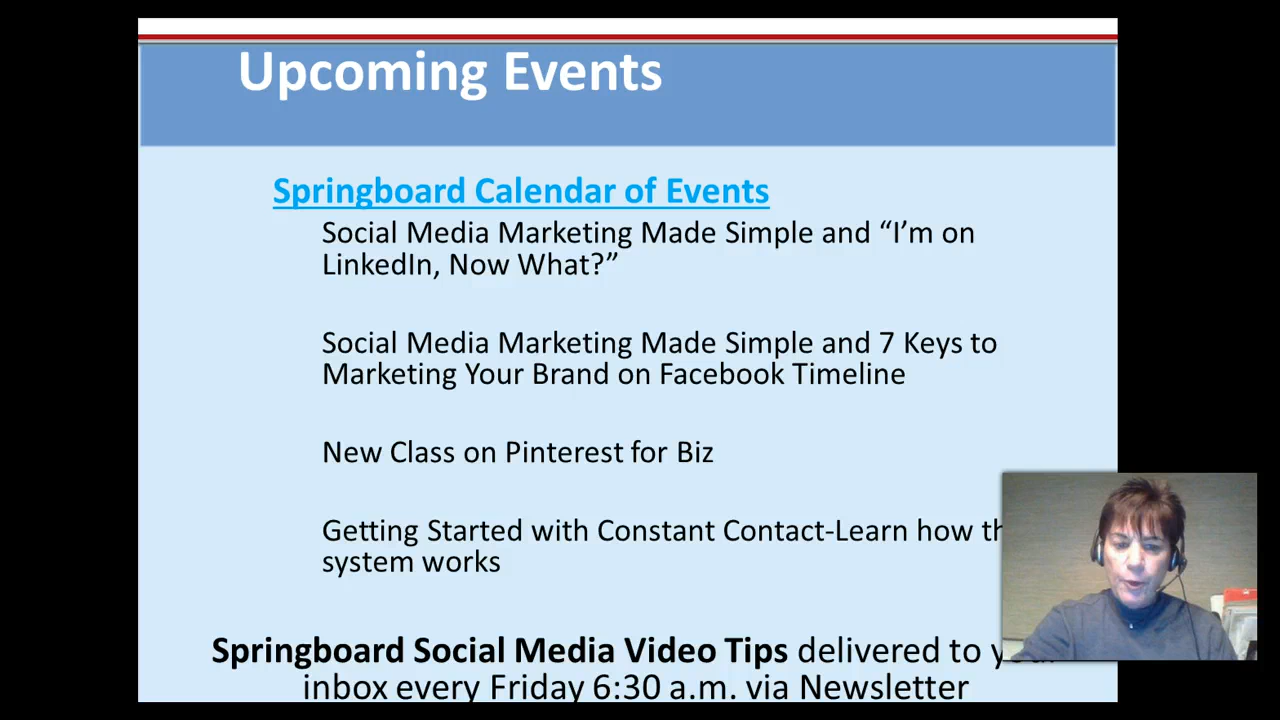 Upcoming Events
Springboard Calendar of Events
Social Media Marketing Made Simple and “I’m on
LinkedIn, Now What?”
Social Media Marketing Made Simple and 7 Keys to
Marketing Your Brand on Facebook Timeline
New Class on Pinterest for Biz
Getting Started with Constant Contact-Learn how
system works
Springboard Social Media Video Tips delivered to
inbox every Friday 6:30 a.m. via Newsletter